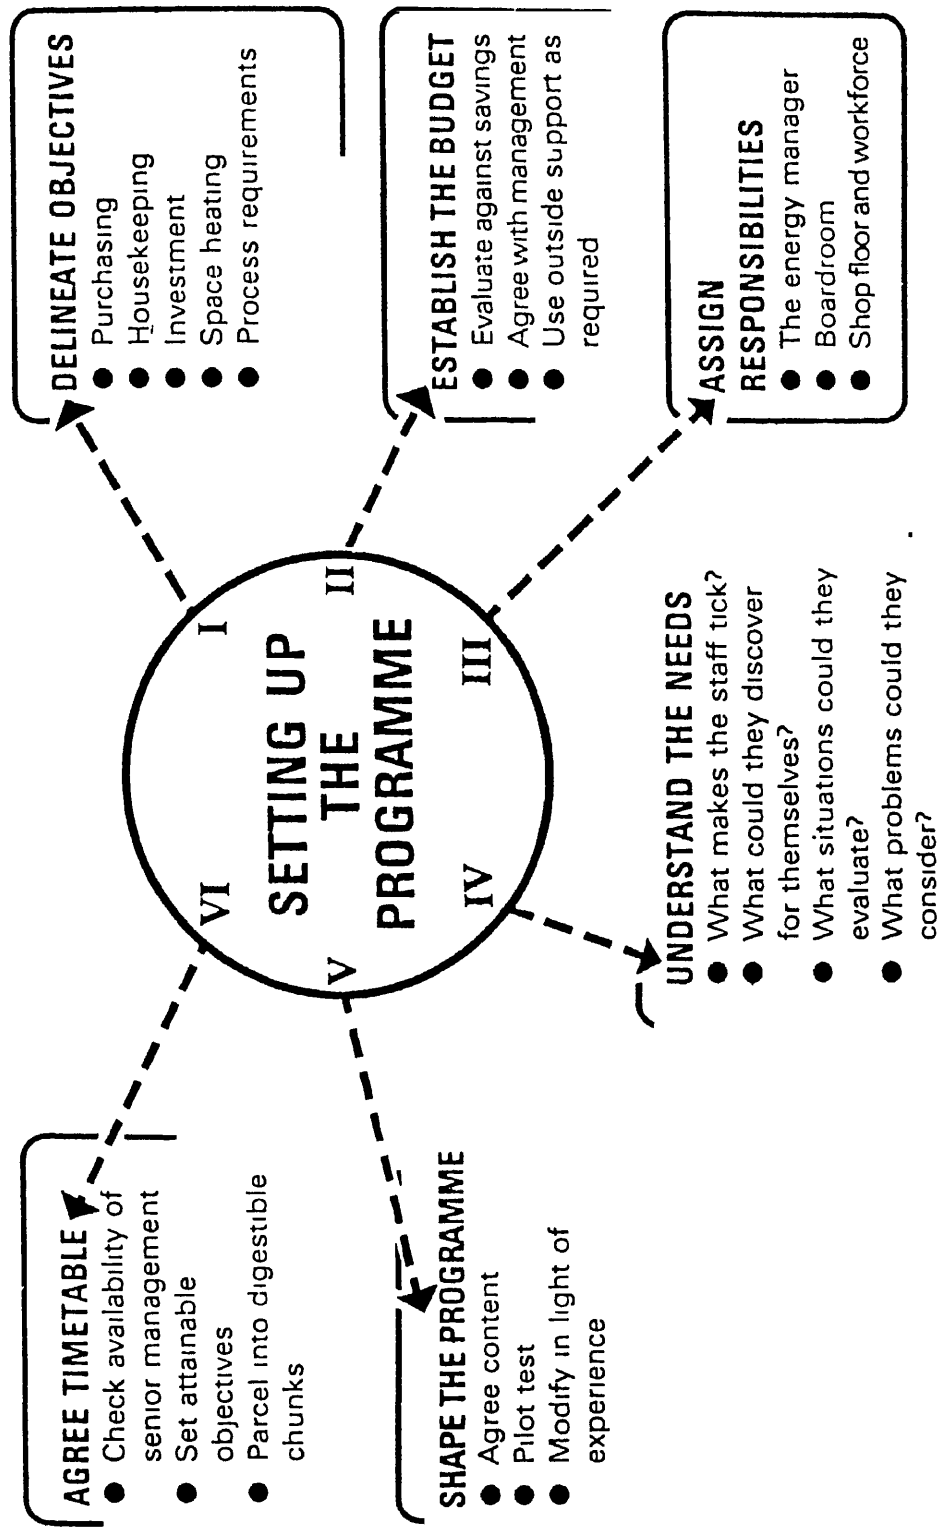 SETTING UP
THE
PROGRAMME
I
II
III
IV
V
VI
DELINEATE OBJECTIVES
● Purchasing
● Housekeeping
● Investment
● Space heating
● Process requirements
ESTABLISH THE BUDGET
● Evaluate against savings
● Agree with management
● Use outside support as
required
ASSIGN
RESPONSIBILITIES
● The energy manager
● Boardroom
● Shop floor and workforce
UNDERSTAND THE NEEDS
● What makes the staff tick?
● What could they discover
for themselves?
● What situations could they
evaluate?
● What problems could they
consider?
SHAPE THE PROGRAMME
● Agree content
● Pilot test
● Modify in light of
experience
AGREE TIMETABLE
● Check availability of
senior management
● Set attainable
objectives
● Parcel into digestible
chunks